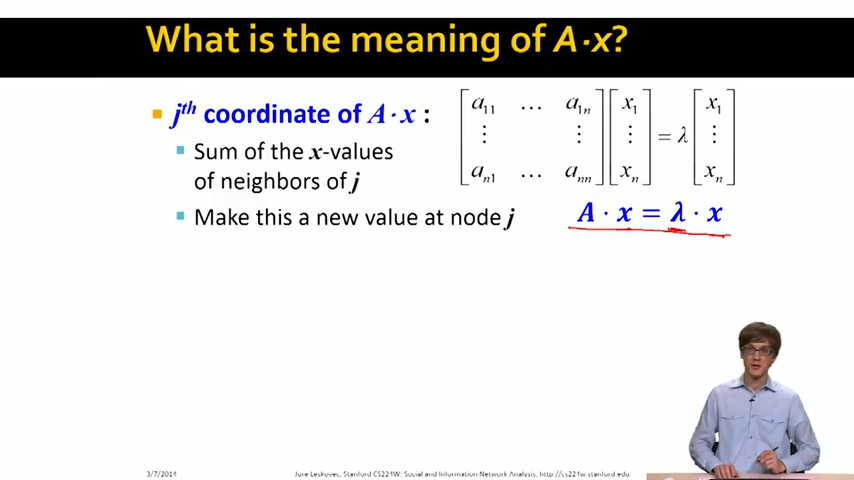 What is the meaning of A·x?
jth coordinate of A · x :
Sum of the x-values
of neighbors of j
Make this a new value at node j
a11 … a1n x1 x1
⋮ ⋮ ⋮ = λ ⋮
an1 … ann xn xn
A · x = λ · x
3/7/2014 Jure Leskovec, Stanford CS224W: Social and Information Network Analysis, http://cs224w.stanford.edu